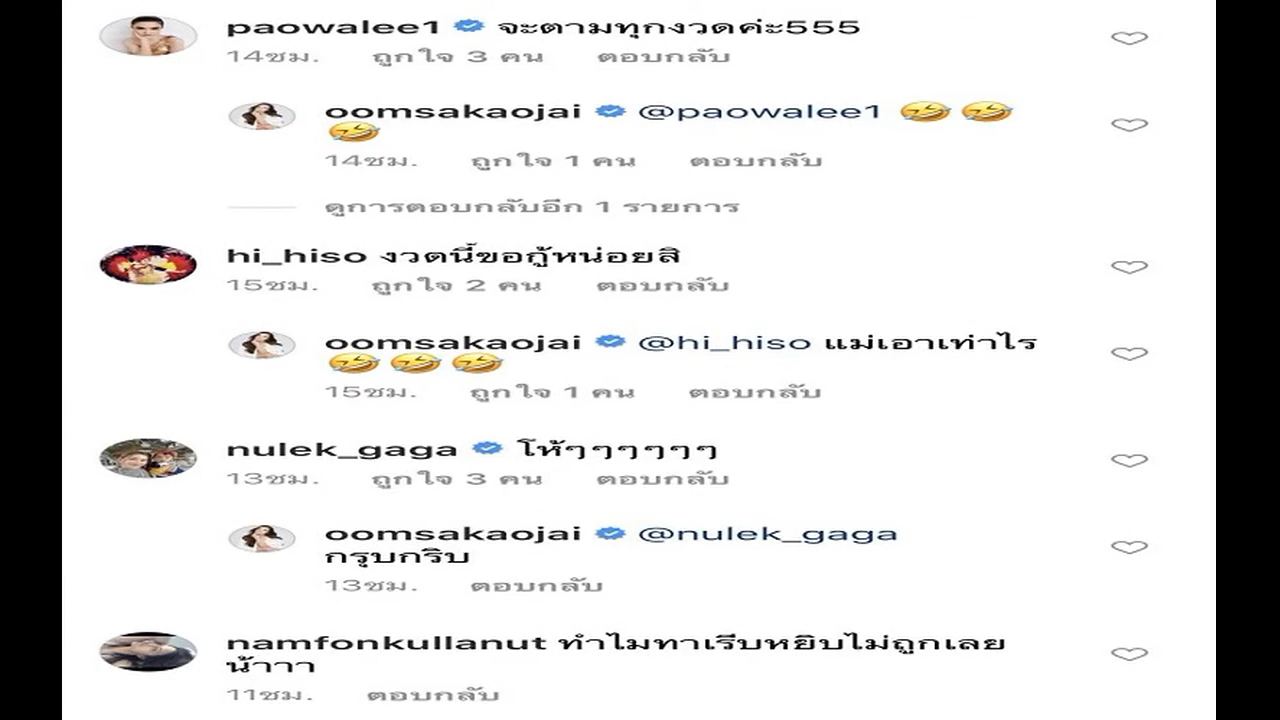 paowalee1 จะตามทุกงวดค่ะ555
14ชม. ถูกใจ 3 คน ตอบกลับ
oomsakaojai @paowalee1 🤣🤣
🤣
14ชม. ถูกใจ 1 คน ตอบกลับ
ดูการตอบกลับอีก 1 รายการ
hi_hiso งวดนี้ขอกู้หน่อยสิ
15ชม. ถูกใจ 2 คน ตอบกลับ
oomsakaojai @hi_hiso แม่เอาเท่าไร
🤣🤣🤣
15ชม. ถูกใจ 1 คน ตอบกลับ
nulek_gaga โห้ๆๆๆๆๆๆ
13ชม. ถูกใจ 3 คน ตอบกลับ
oomsakaojai @nulek_gaga
กรุบกริบ
13ชม. ตอบกลับ
namfonkullanut ทำไมทาเรีบหยิบไม่ถูกเลย
น้าาา
11ชม. ตอบกลับ